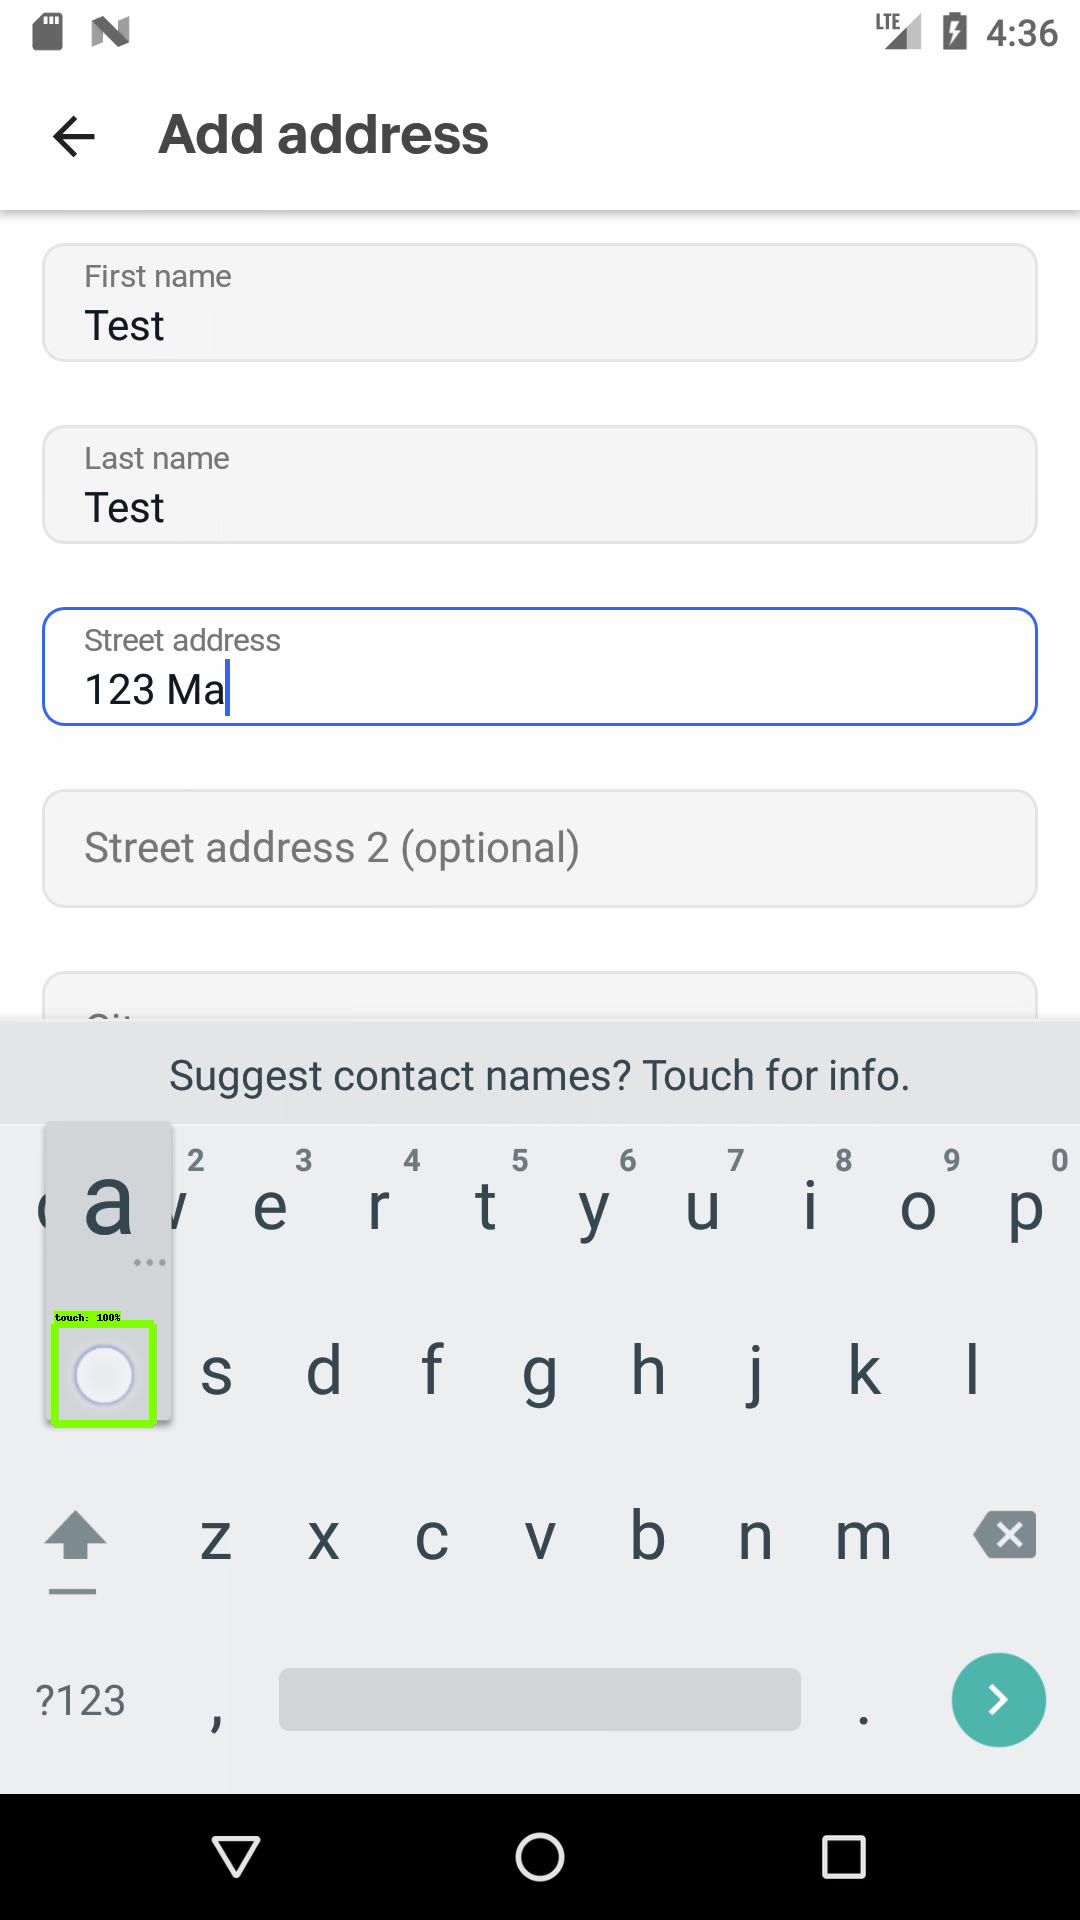 LTE 4:36
Add address
First name
Test
Last name
Test
Street address
123 Ma
Street address 2 (optional)
Suggest contact names? Touch for info.
2 3 4 5 6 7 8 9 0
a e r t y u i o p
touch: 100%
s d f g h j k l
z x c v b n m
?123 , .